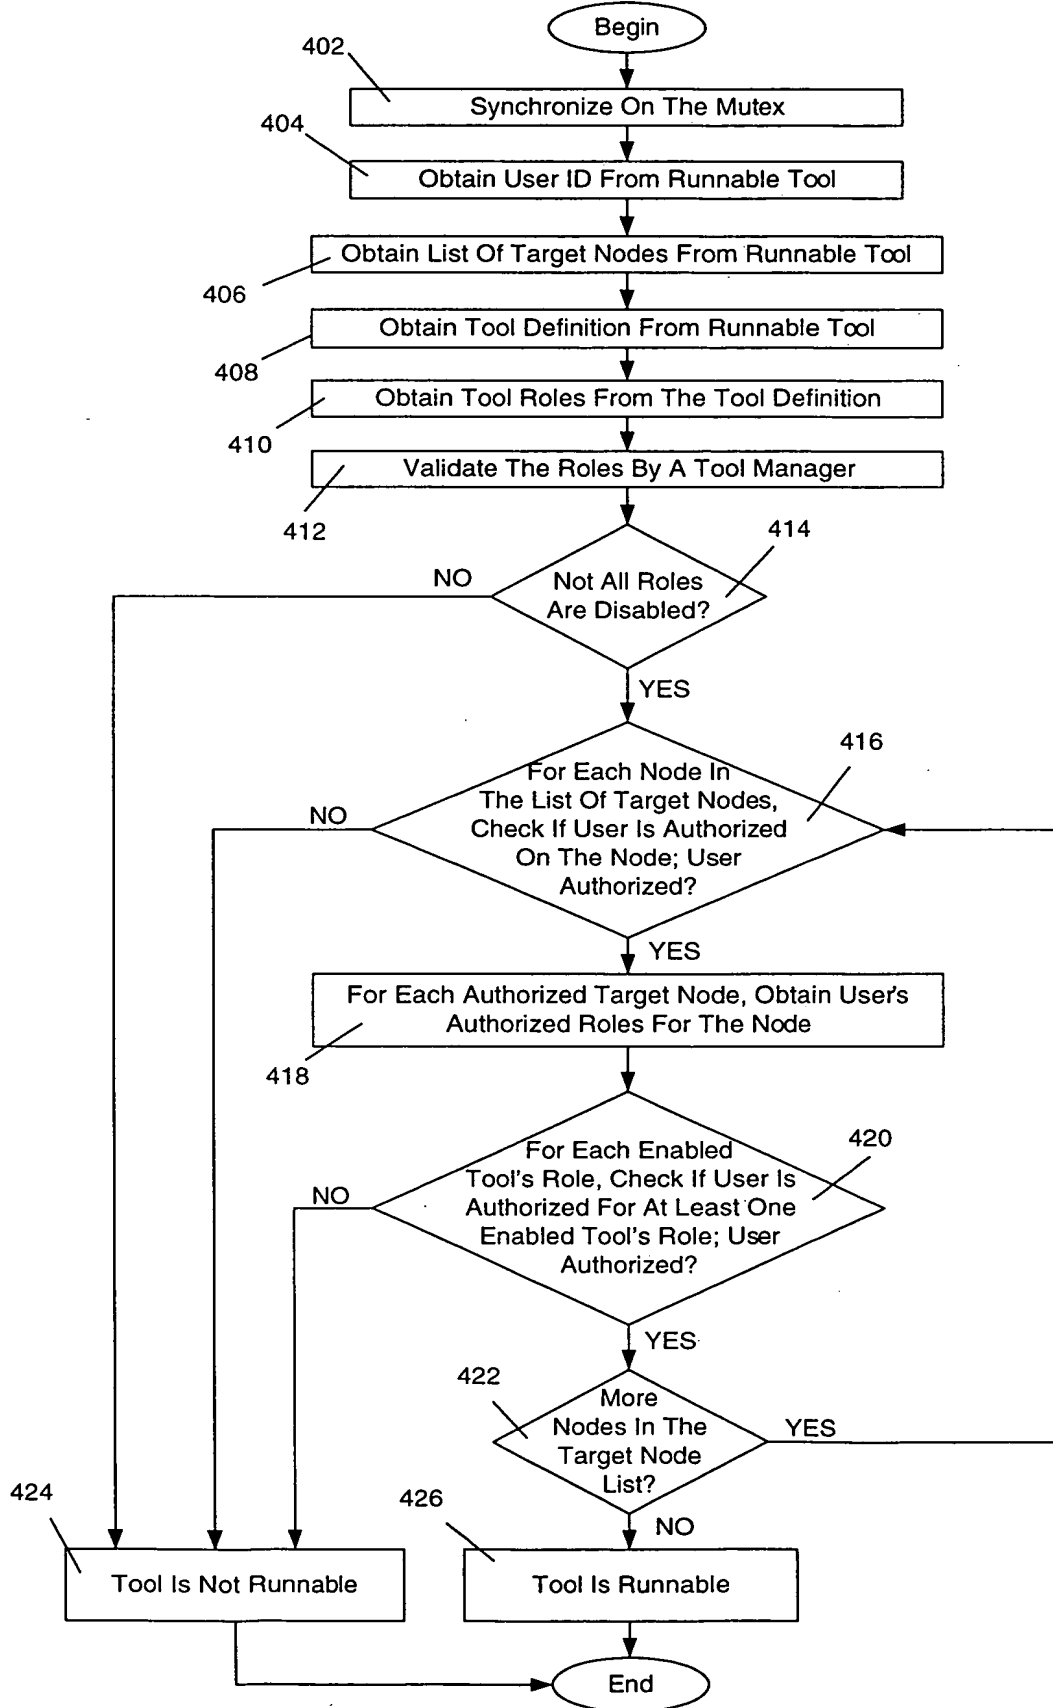 Begin
402
Synchronize On The Mutex
404
Obtain User ID From Runnable Tool
Obtain List Of Target Nodes From Runnable Tool
406
Obtain Tool Definition From Runnable Tool
408
Obtain Tool Roles From The Tool Definition
410
Validate The Roles By A Tool Manager
412
414
NO
Not All Roles
Are Disabled?
YES
416
NO
For Each Node In
The List Of Target Nodes,
Check If User Is Authorized
On The Node; User
Authorized?
YES
For Each Authorized Target Node, Obtain User's
Authorized Roles For The Node
418
420
NO
For Each Enabled
Tool's Role, Check If User Is
Authorized For At Least One
Enabled Tool's Role; User
Authorized?
YES
422
More
Nodes In The
Target Node
List?
YES
424
426
NO
Tool Is Not Runnable
Tool Is Runnable
End